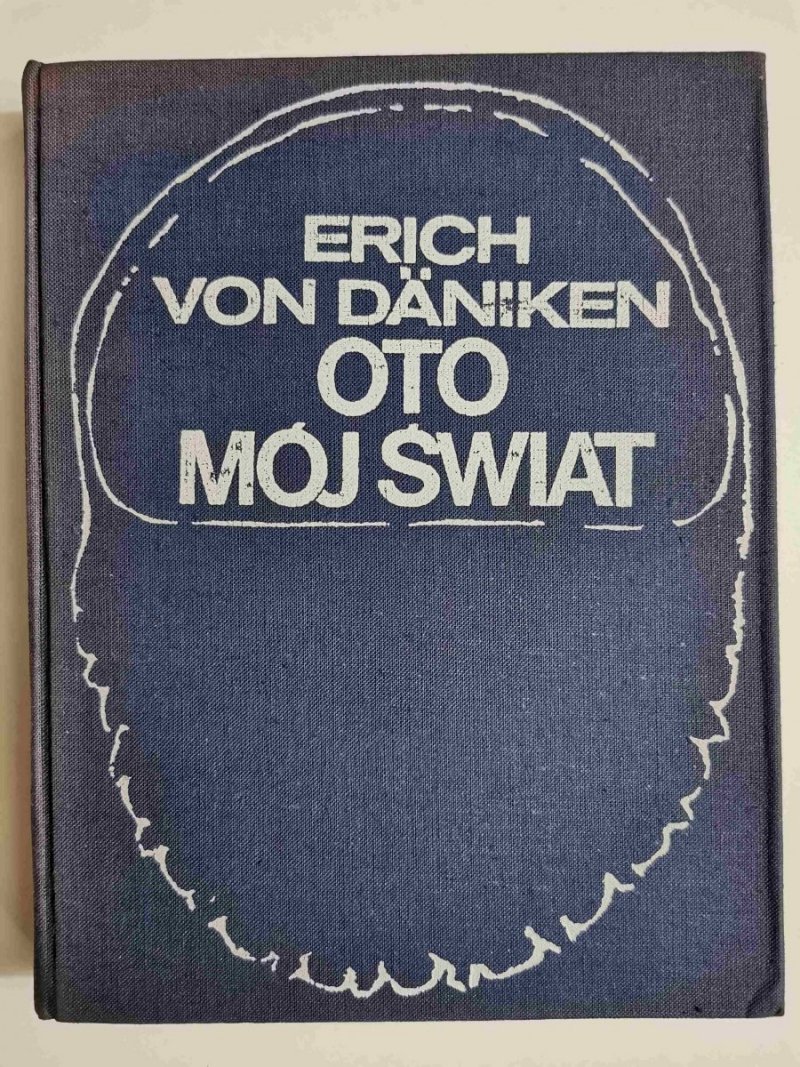 ERICH
VON DÄNIKEN
OTO
MÓJ ŚWIAT